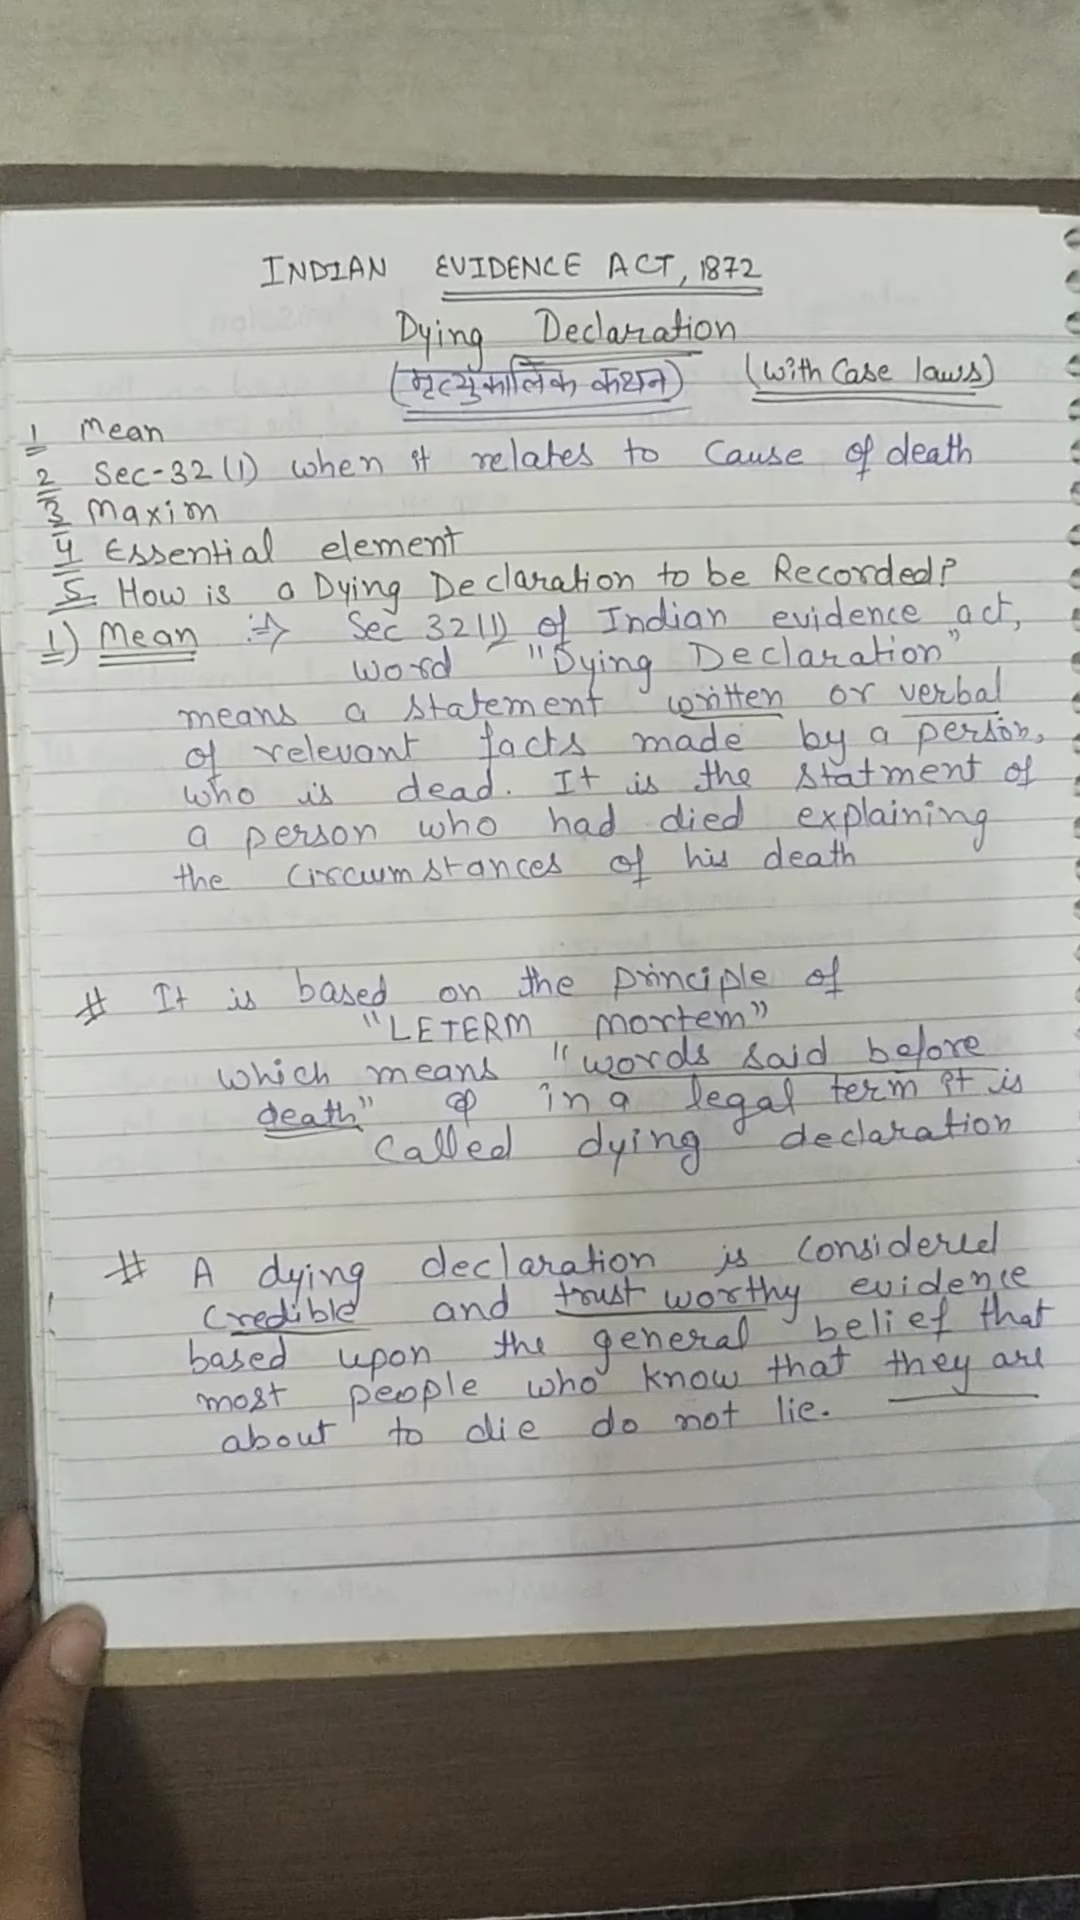 INDIAN EVIDENCE ACT, 1872
Dying Declaration
(मृत्युकालिक कथन) (with Case laws)
1 Mean
2 Sec-32(1) when it relates to Cause of death
3 Maxim
4 Essential element
5. How is a Dying Declaration to be Recorded?
1) Mean :⇒ Sec 32(1) of Indian evidence act,
word "Dying Declaration"
means a statement written or verbal
of relevant facts made by a person,
who is dead. It is the statment of
a person who had died explaining
the circumstances of his death
# It is based on the principle of
"LETERM mortem"
which means "words said before
death" & in a legal term it is
Called dying declaration
# A dying declaration is considered
credible and trust worthy evidence
based upon the general belief that
most people who know that they are
about to die do not lie.